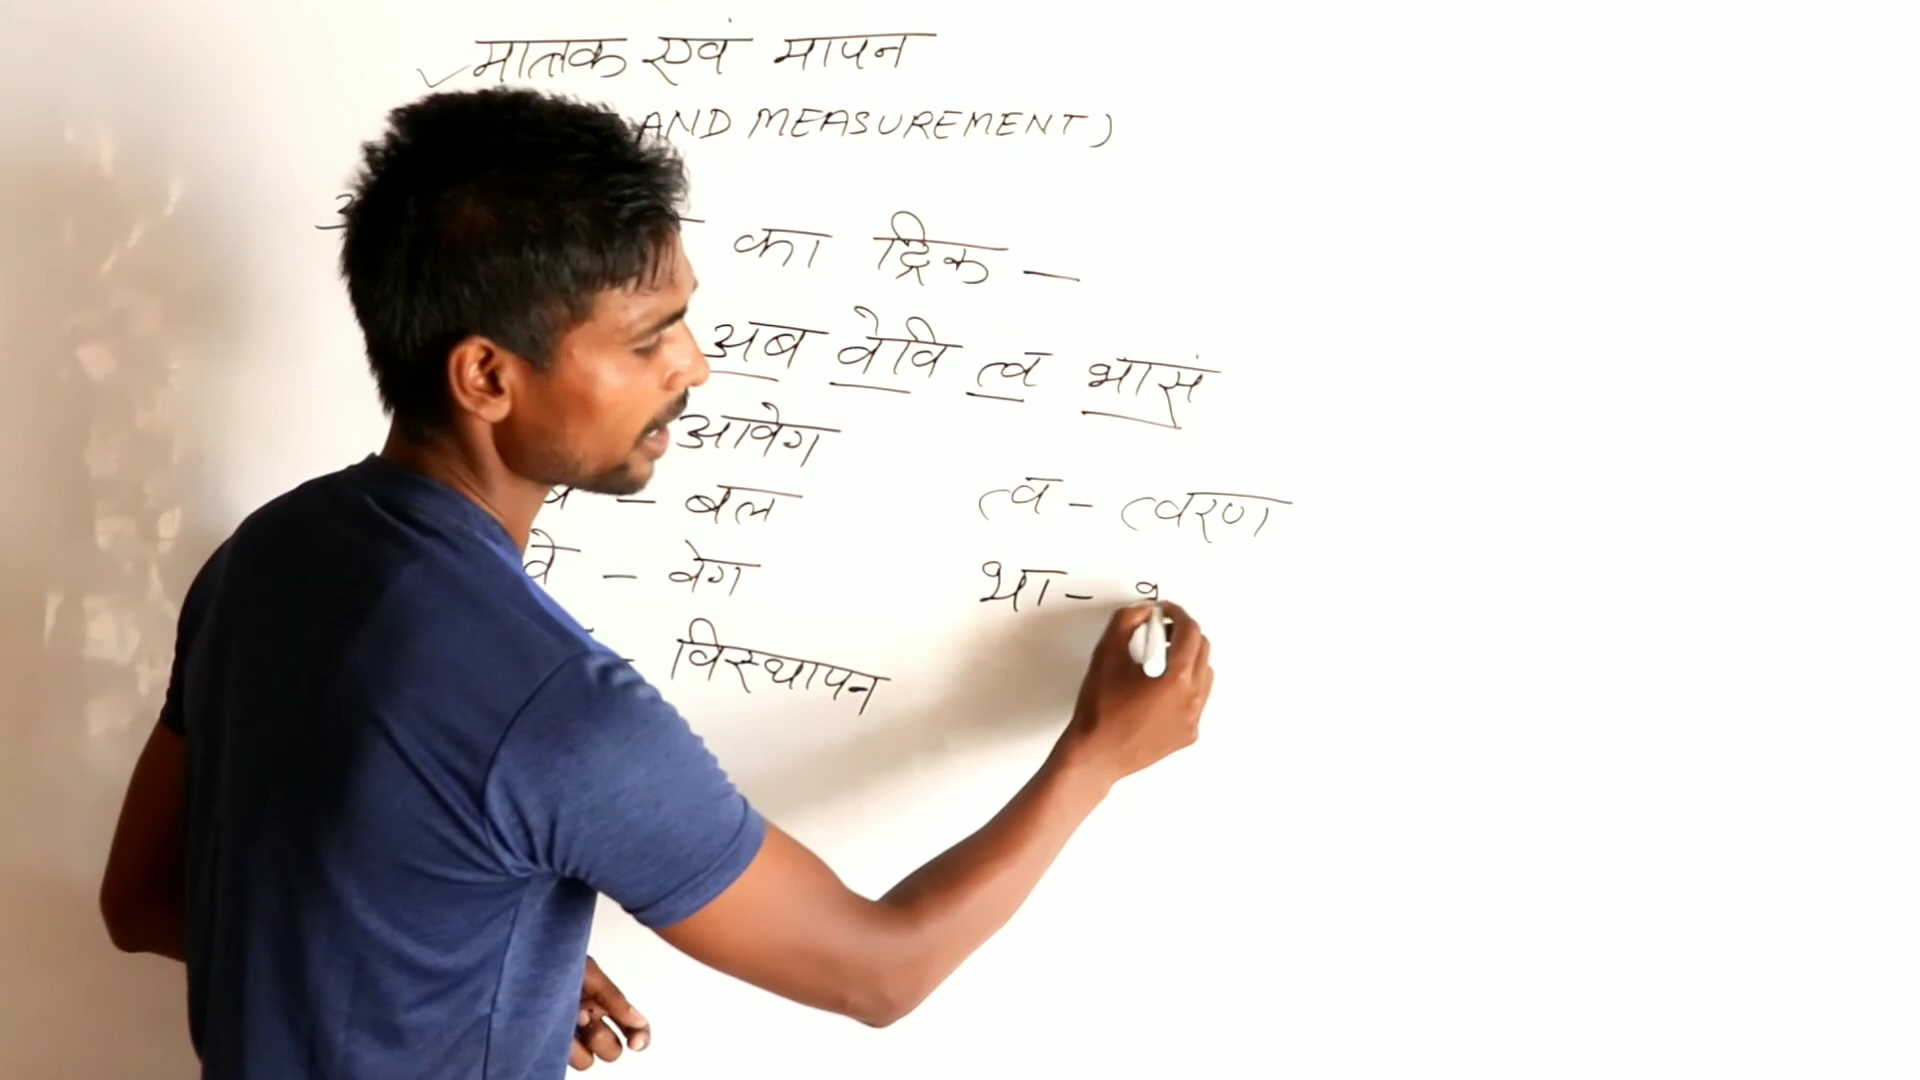 मात्तक एवं मापन
AND MEASUREMENT)
का ट्रिक –
अब वेवि त्व भासं
आवेग
ब – बल
वे – वेग
– विस्थापन
त्व – त्वरण
भा –